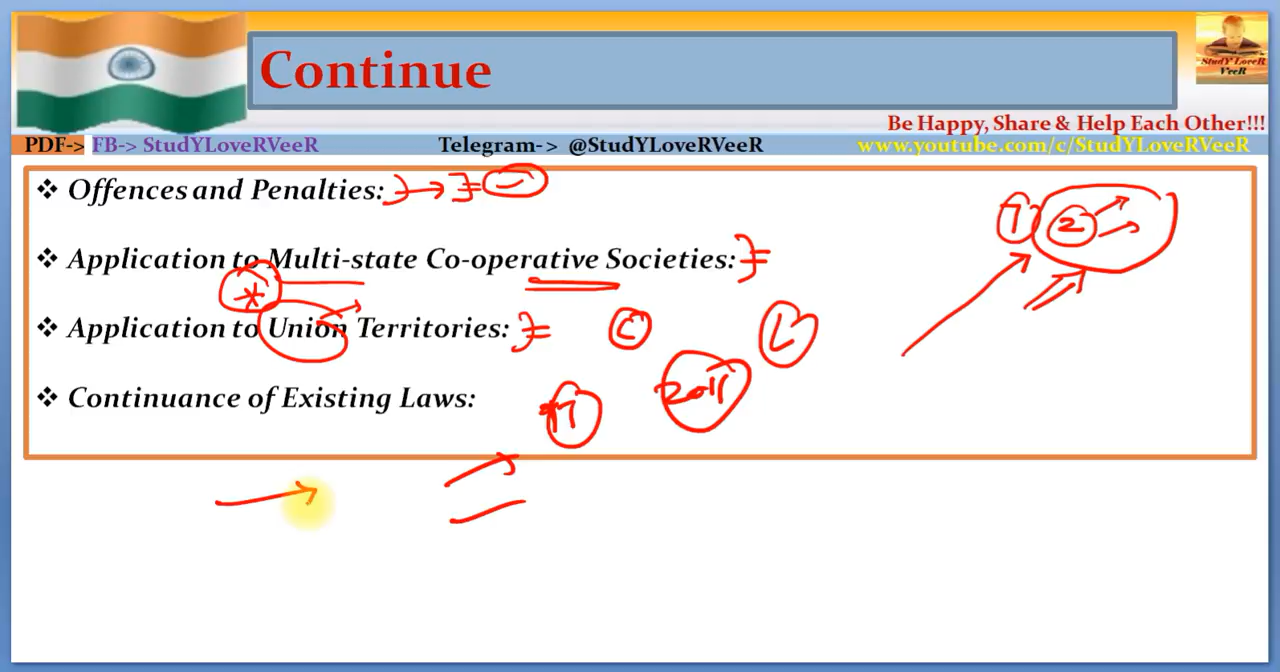 Continue
StudY LoveR
VeeR
Be Happy, Share & Help Each Other!!!
PDF-> FB-> StudYLoveRVeeR Telegram-> @StudYLoveRVeeR www.youtube.com/c/StudYLoveRVeeR
❖ Offences and Penalties:
❖ Application to Multi-state Co-operative Societies:
❖ Application to Union Territories:
❖ Continuance of Existing Laws:
1 2
2011